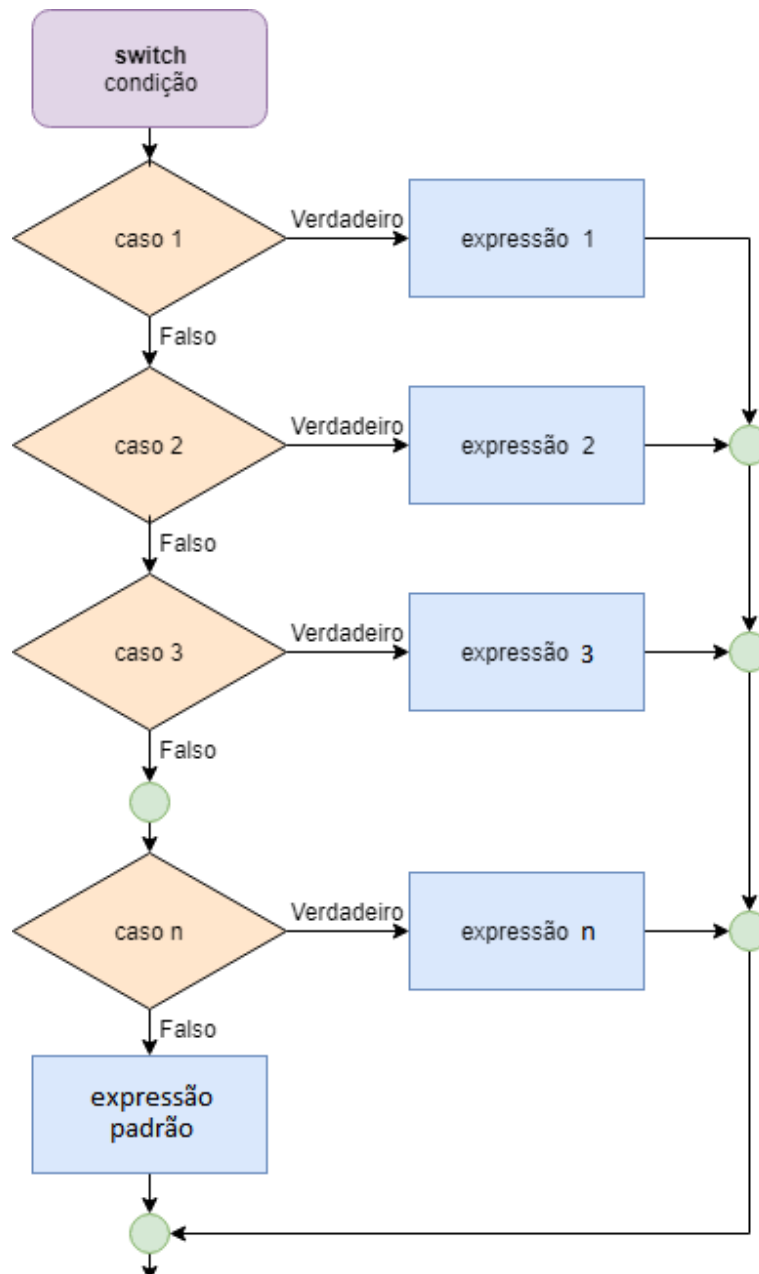 switch
condição
caso 1
Verdadeiro
expressão 1
Falso
caso 2
Verdadeiro
expressão 2
Falso
caso 3
Verdadeiro
expressão 3
Falso
caso n
Verdadeiro
expressão n
Falso
expressão
padrão